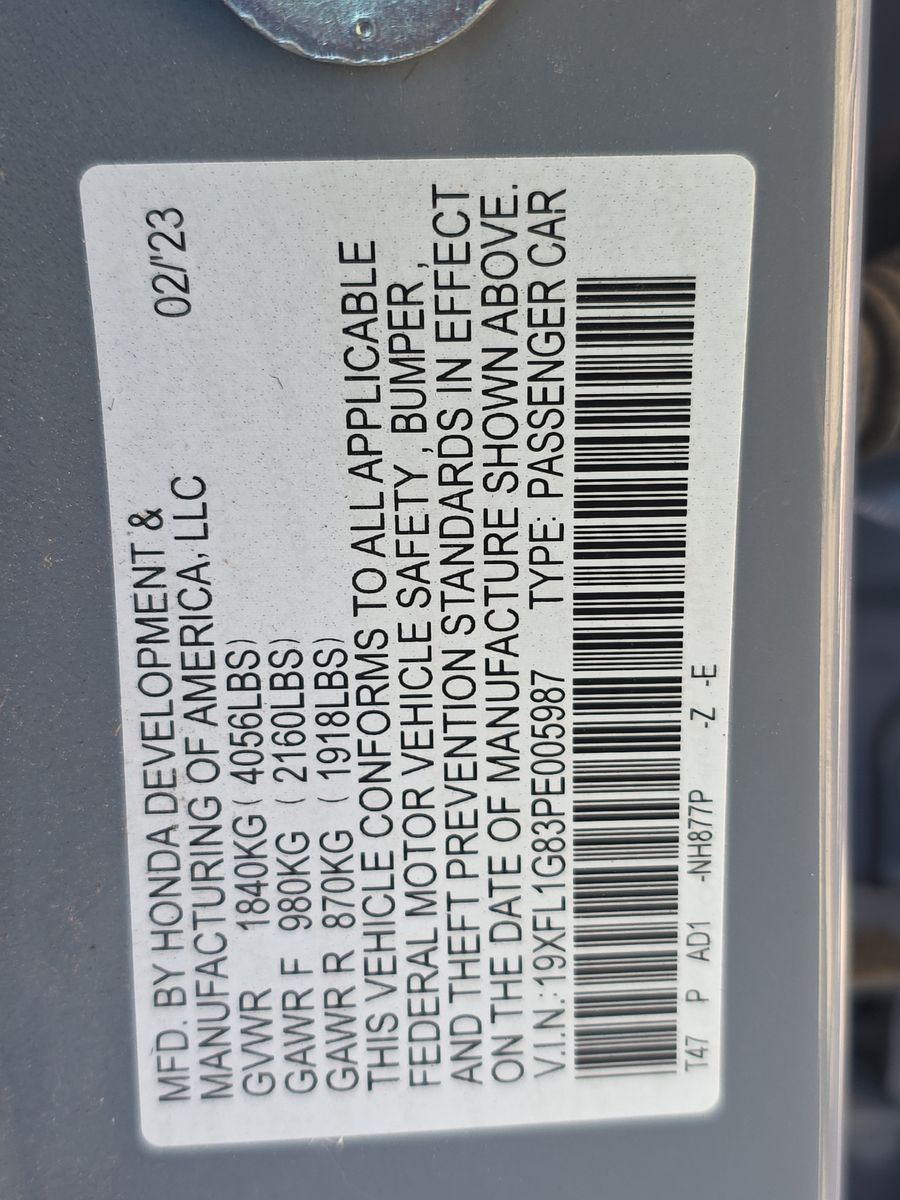 MFD. BY HONDA DEVELOPMENT & 02/'23
MANUFACTURING OF AMERICA, LLC
GVWR 1840KG ( 4056LBS)
GAWR F 980KG ( 2160LBS)
GAWR R 870KG ( 1918LBS)
THIS VEHICLE CONFORMS TO ALL APPLICABLE
FEDERAL MOTOR VEHICLE SAFETY , BUMPER ,
AND THEFT PREVENTION STANDARDS IN EFFECT
ON THE DATE OF MANUFACTURE SHOWN ABOVE.
V.I.N.:19XFL1G83PE005987 TYPE: PASSENGER CAR
T47 P AD1 -NH877P -Z -E